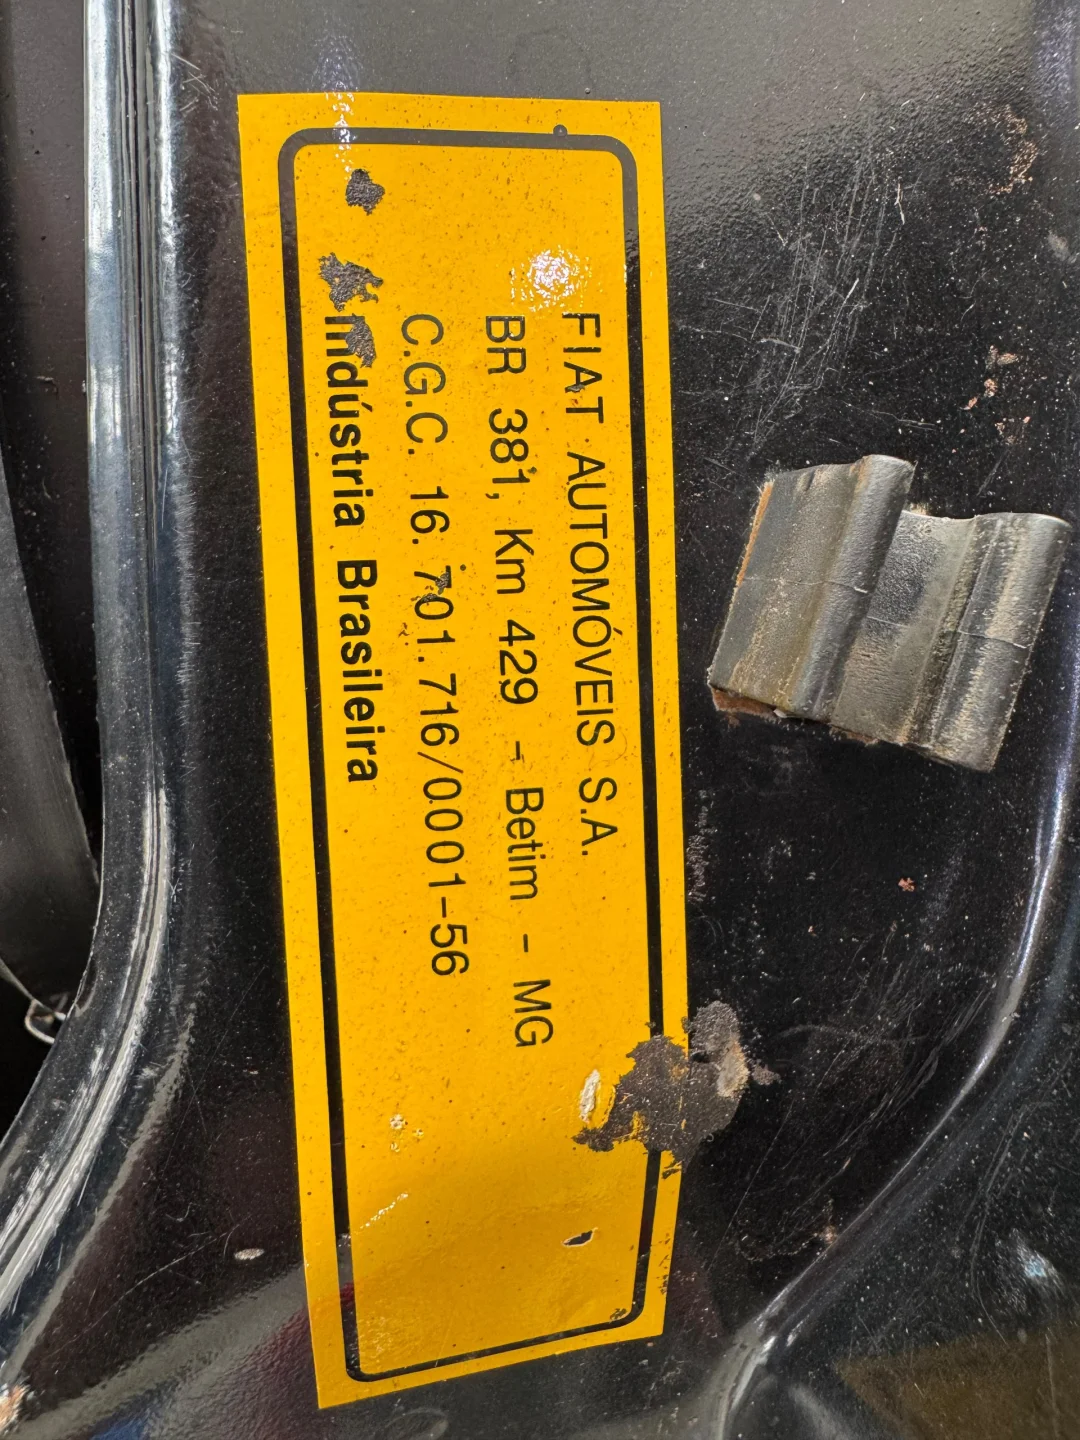 FIAT AUTOMÓVEIS S.A.
BR 381, Km 429 - Betim - MG
C.G.C. 16.701.716/0001-56
Indústria Brasileira